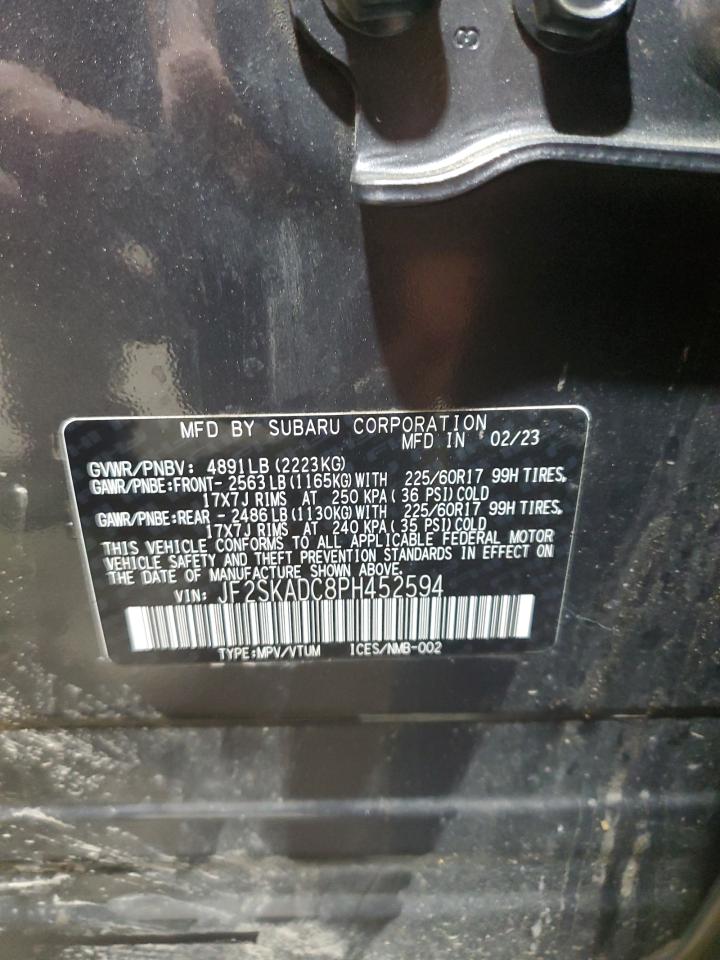 8
MFD BY SUBARU CORPORATION
MFD IN 02/23
GVWR/PNBV: 4891LB(2223KG)
GAWR/PNBE:FRONT- 2563LB(1165KG)WITH 225/60R17 99H TIRES,
17X7J RIMS AT 250 KPA( 36 PSI)COLD
GAWR/PNBE:REAR - 2486LB(1130KG)WITH 225/60R17 99H TIRES,
17X7J RIMS AT 240 KPA( 35 PSI)COLD
THIS VEHICLE CONFORMS TO ALL APPLICABLE FEDERAL MOTOR
VEHICLE SAFETY AND THEFT PREVENTION STANDARDS IN EFFECT ON
THE DATE OF MANUFACTURE SHOWN ABOVE.
VIN: JF2SKADC8PH452594
TYPE:MPV/VTUM ICES/NMB-002